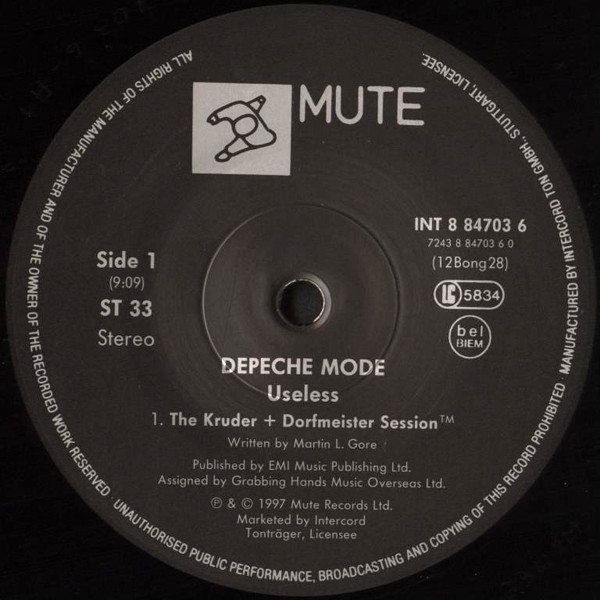 MUTE
INT 8 84703 6
7243 8 84703 6 0
(12Bong28)
LC 5834
bel
BIEM
Side 1
(9:09)
ST 33
Stereo
DEPECHE MODE
Useless
1. The Kruder + Dorfmeister Session™
Written by Martin L. Gore
Published by EMI Music Publishing Ltd.
Assigned by Grabbing Hands Music Overseas Ltd.
℗ & © 1997 Mute Records Ltd.
Marketed by Intercord
Tonträger, Licensee
ALL RIGHTS OF THE MANUFACTURER AND OF THE OWNER OF THE RECORDED WORK RESERVED · UNAUTHORISED PUBLIC PERFORMANCE, BROADCASTING AND COPYING OF THIS RECORD PROHIBITED · MANUFACTURED BY INTERCORD TON GMBH, STUTTGART, LICENSEE.